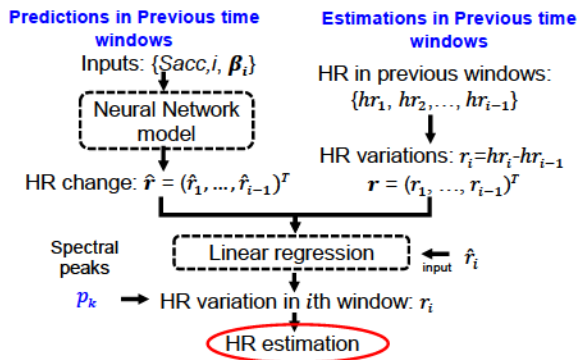 Predictions in Previous time windows
Inputs: {Sacc,i, βᵢ}
Neural Network model
HR change: r̂ = (r̂₁, ..., r̂ᵢ₋₁)ᵀ
Estimations in Previous time windows
HR in previous windows:
{hr₁, hr₂,..., hrᵢ₋₁}
HR variations: rᵢ=hrᵢ-hrᵢ₋₁
r = (r₁, ..., rᵢ₋₁)ᵀ
Linear regression
input
r̂ᵢ
Spectral peaks
pₖ
HR variation in ith window: rᵢ
HR estimation